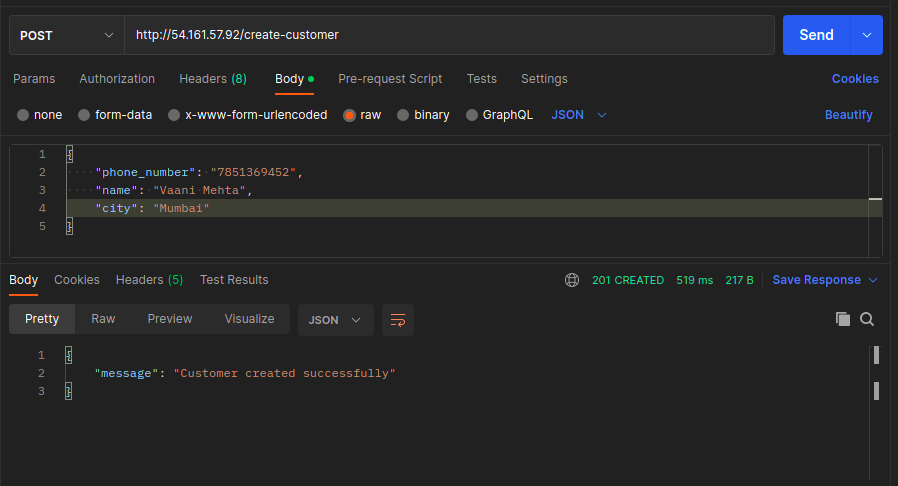 POST http://54.161.57.92/create-customer Send
Params Authorization Headers (8) Body Pre-request Script Tests Settings Cookies
none form-data x-www-form-urlencoded raw binary GraphQL JSON Beautify
1 {
2 "phone_number": "7851369452",
3 "name": "Vaani Mehta",
4 "city": "Mumbai"
5 }
Body Cookies Headers (5) Test Results 201 CREATED 519 ms 217 B Save Response
Pretty Raw Preview Visualize JSON
1 {
2 "message": "Customer created successfully"
3 }